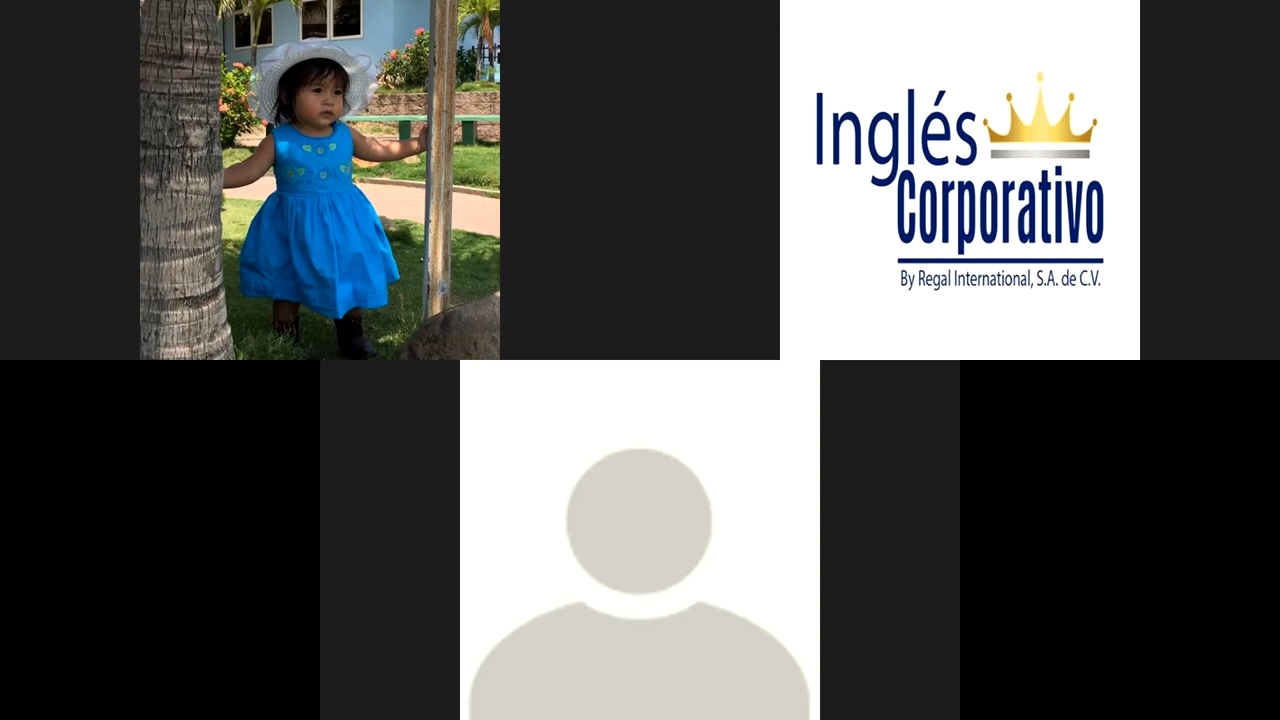 Inglés
Corporativo
By Regal International, S.A. de C.V.